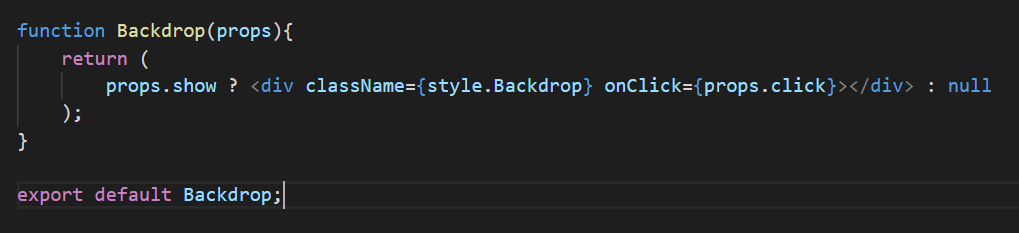 function Backdrop(props){
return (
props.show ? <div className={style.Backdrop} onClick={props.click}></div> : null
);
}
export default Backdrop;